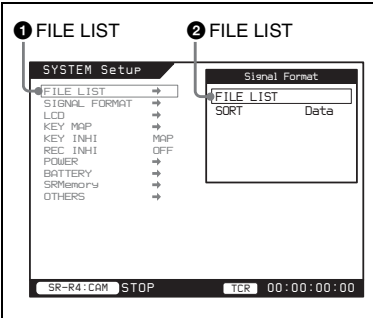 ❶ FILE LIST
❷ FILE LIST
SYSTEM Setup
FILE LIST ➔
SIGNAL FORMAT ➔
LCD ➔
KEY MAP ➔
KEY INHI MAP
REC INHI OFF
POWER ➔
BATTERY ➔
SRMemory ➔
OTHERS ➔
Signal Format
FILE LIST
SORT Data
SR-R4:CAM STOP TCR 00:00:00:00